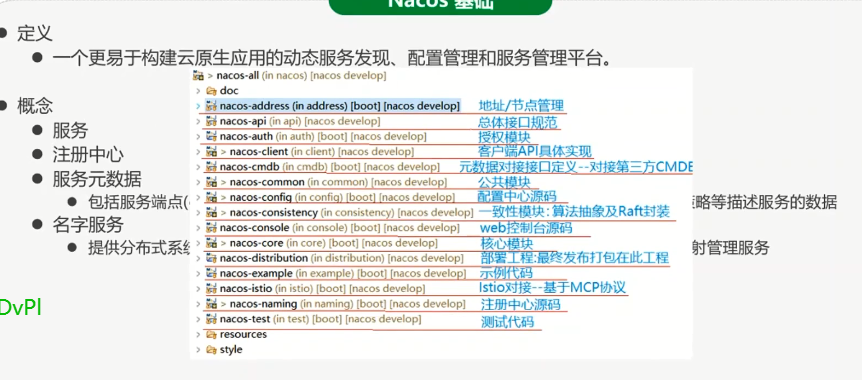 Nacos 基础
定义
一个更易于构建云原生应用的动态服务发现、配置管理和服务管理平台。
概念
服务
注册中心
服务元数据
包括服务端点(
略等描述服务的数据
名字服务
提供分布式系统
射管理服务
> nacos-all (in nacos) [nacos develop]
> doc
> nacos-address (in address) [boot] [nacos develop] 地址/节点管理
> nacos-api (in api) [nacos develop] 总体接口规范
> nacos-auth (in auth) [boot] [nacos develop] 授权模块
> > nacos-client (in client) [nacos develop] 客户端API具体实现
> nacos-cmdb (in cmdb) [boot] [nacos develop] 元数据对接接口定义--对接第三方CMDB
> > nacos-common (in common) [nacos develop] 公共模块
> > nacos-config (in config) [boot] [nacos develop] 配置中心源码
> > nacos-consistency (in consistency) [nacos develop] 一致性模块: 算法抽象及Raft封装
> nacos-console (in console) [boot] [nacos develop] web控制台源码
> > nacos-core (in core) [boot] [nacos develop] 核心模块
> nacos-distribution (in distribution) [nacos develop] 部署工程:最终发布打包在此工程
> nacos-example (in example) [boot] [nacos develop] 示例代码
> nacos-istio (in istio) [boot] [nacos develop] Istio对接--基于MCP协议
> > nacos-naming (in naming) [boot] [nacos develop] 注册中心源码
> nacos-test (in test) [boot] [nacos develop] 测试代码
> resources
> style
DvPl